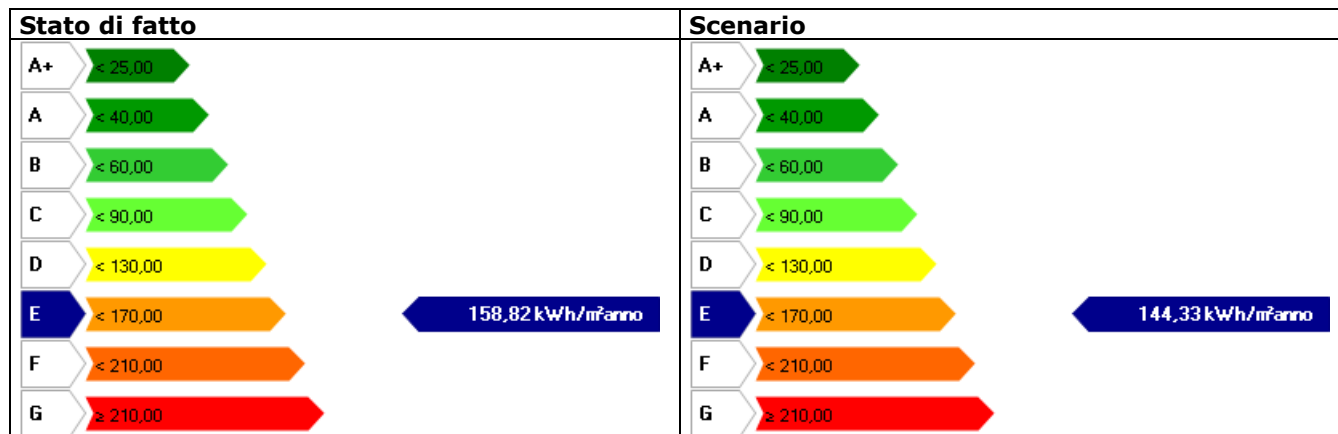 Stato di fatto
A+ < 25,00
A < 40,00
B < 60,00
C < 90,00
D < 130,00
E < 170,00 158,82 kWh/m²anno
F < 210,00
G ≥ 210,00
Scenario
A+ < 25,00
A < 40,00
B < 60,00
C < 90,00
D < 130,00
E < 170,00 144,33 kWh/m²anno
F < 210,00
G ≥ 210,00